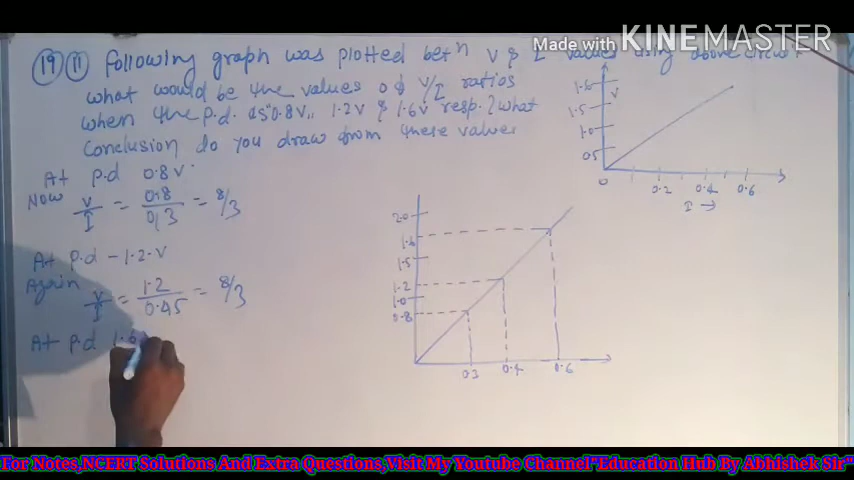 Made with KINEMASTER
(19) (11) Following graph was plotted betn V & I values using above circuit
what would be the values of V/I ratios
when the P.d. is 0.8V, 1.2V & 1.6V resp.? what
Conclusion do you draw from these values
At P.d 0.8V.
Now V/I = 0.8/0.3 = 8/3
At P.d - 1.2.V
Again V/I = 1.2/0.45 = 8/3
At P.d 1.6
V
1.5
1.0
0.5
0 0.2 0.4 0.6
I →
2.0
1.6
1.5
1.2
1.0
0.8
0.3 0.4 0.6
For Notes,NCERT Solutions And Extra Questions,Visit My Youtube Channel"Education Hub By Abhishek Sir"